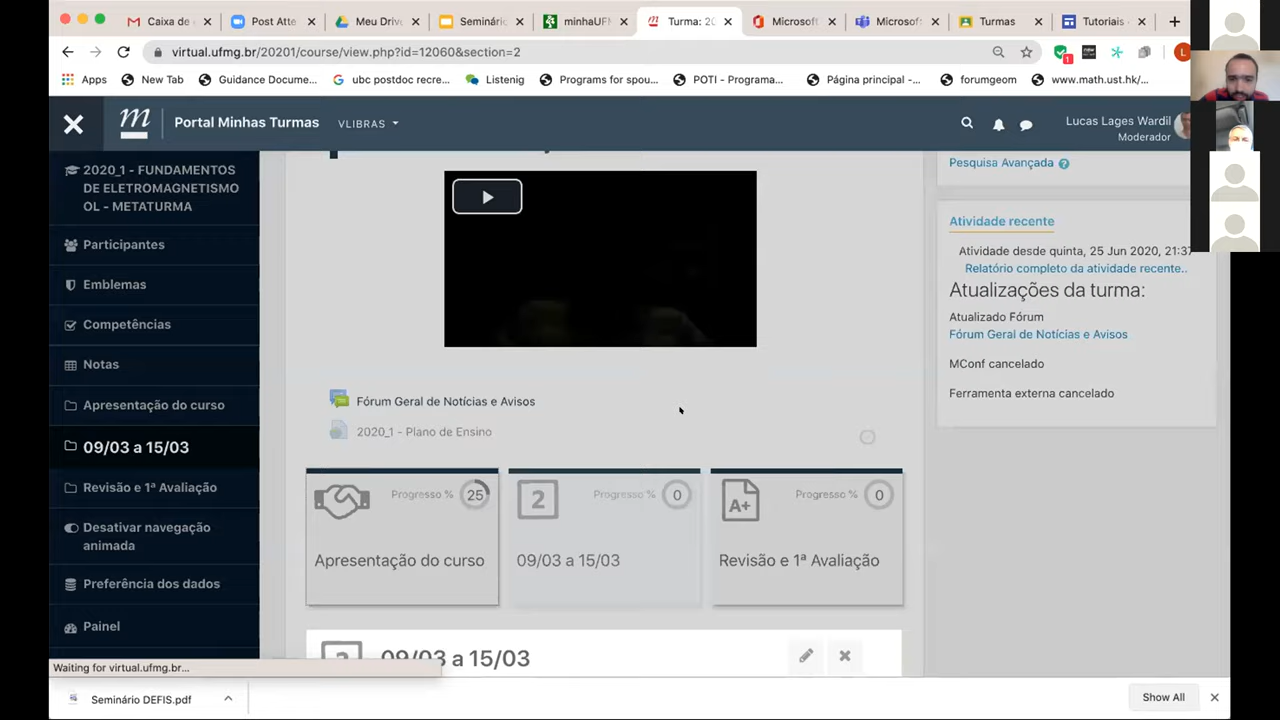 Caixa de
Post Atte
Meu Driv
Seminário
minhaUFM
Turma: 20
Microsoft
Microsoft
Turmas
Tutoriais -
virtual.ufmg.br/20201/course/view.php?id=12060&section=2
Apps
New Tab
Guidance Docume...
ubc postdoc recre...
Listenig
Programs for spou...
POTI - Programa...
Página principal -...
forumgeom
www.math.ust.hk/...
Portal Minhas Turmas
VLIBRAS
Lucas Lages Wardil
Moderador
2020_1 - FUNDAMENTOS
DE ELETROMAGNETISMO
OL - METATURMA
Participantes
Emblemas
Competências
Notas
Apresentação do curso
09/03 a 15/03
Revisão e 1ª Avaliação
Desativar navegação
animada
Preferência dos dados
Painel
Fórum Geral de Notícias e Avisos
2020_1 - Plano de Ensino
Progresso % 25
Apresentação do curso
2
Progresso % 0
09/03 a 15/03
A+
Progresso % 0
Revisão e 1ª Avaliação
09/03 a 15/03
Pesquisa Avançada
Atividade recente
Atividade desde quinta, 25 Jun 2020, 21:37
Relatório completo da atividade recente..
Atualizações da turma:
Atualizado Fórum
Fórum Geral de Notícias e Avisos
MConf cancelado
Ferramenta externa cancelado
Waiting for virtual.ufmg.br...
Seminário DEFIS.pdf
Show All